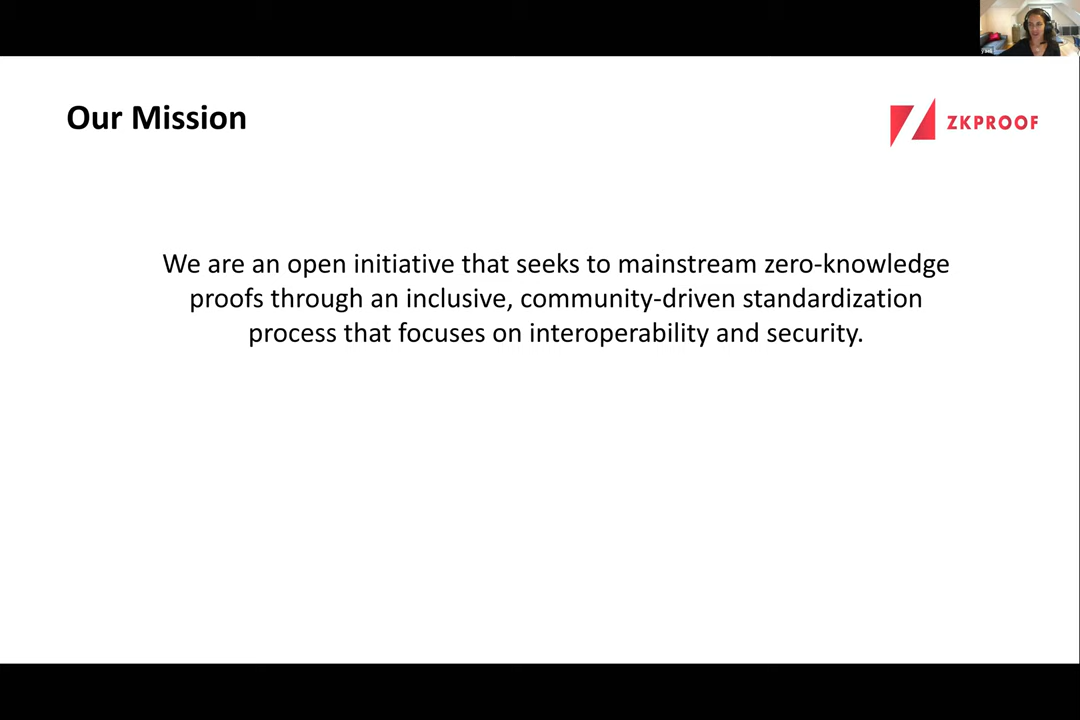 Our Mission
ZKPROOF
We are an open initiative that seeks to mainstream zero-knowledge
proofs through an inclusive, community-driven standardization
process that focuses on interoperability and security.